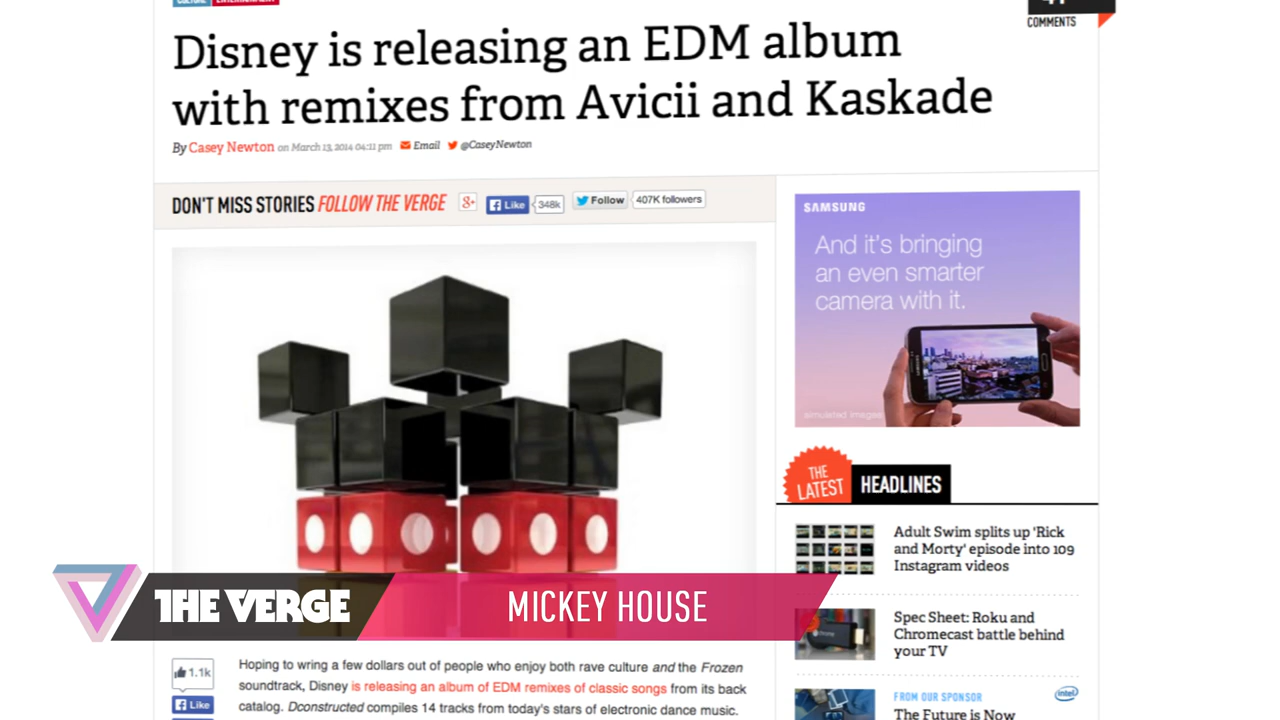 CULTURE ENTERTAINMENT
COMMENTS
Disney is releasing an EDM album
with remixes from Avicii and Kaskade
By Casey Newton on March 13, 2014 04:11 pm Email @CaseyNewton
DON'T MISS STORIES FOLLOW THE VERGE 8+ Like 348k Follow 407K followers
SAMSUNG
And it's bringing
an even smarter
camera with it.
SAMSUNG
simulated images
THE
LATEST
HEADLINES
Adult Swim splits up 'Rick
and Morty' episode into 109
Instagram videos
THE VERGE
MICKEY HOUSE
Spec Sheet: Roku and
Chromecast battle behind
your TV
1.1k
Like
Hoping to wring a few dollars out of people who enjoy both rave culture and the Frozen
soundtrack, Disney is releasing an album of EDM remixes of classic songs from its back
catalog. Dconstructed compiles 14 tracks from today's stars of electronic dance music.
FROM OUR SPONSOR
intel
The Future is Now